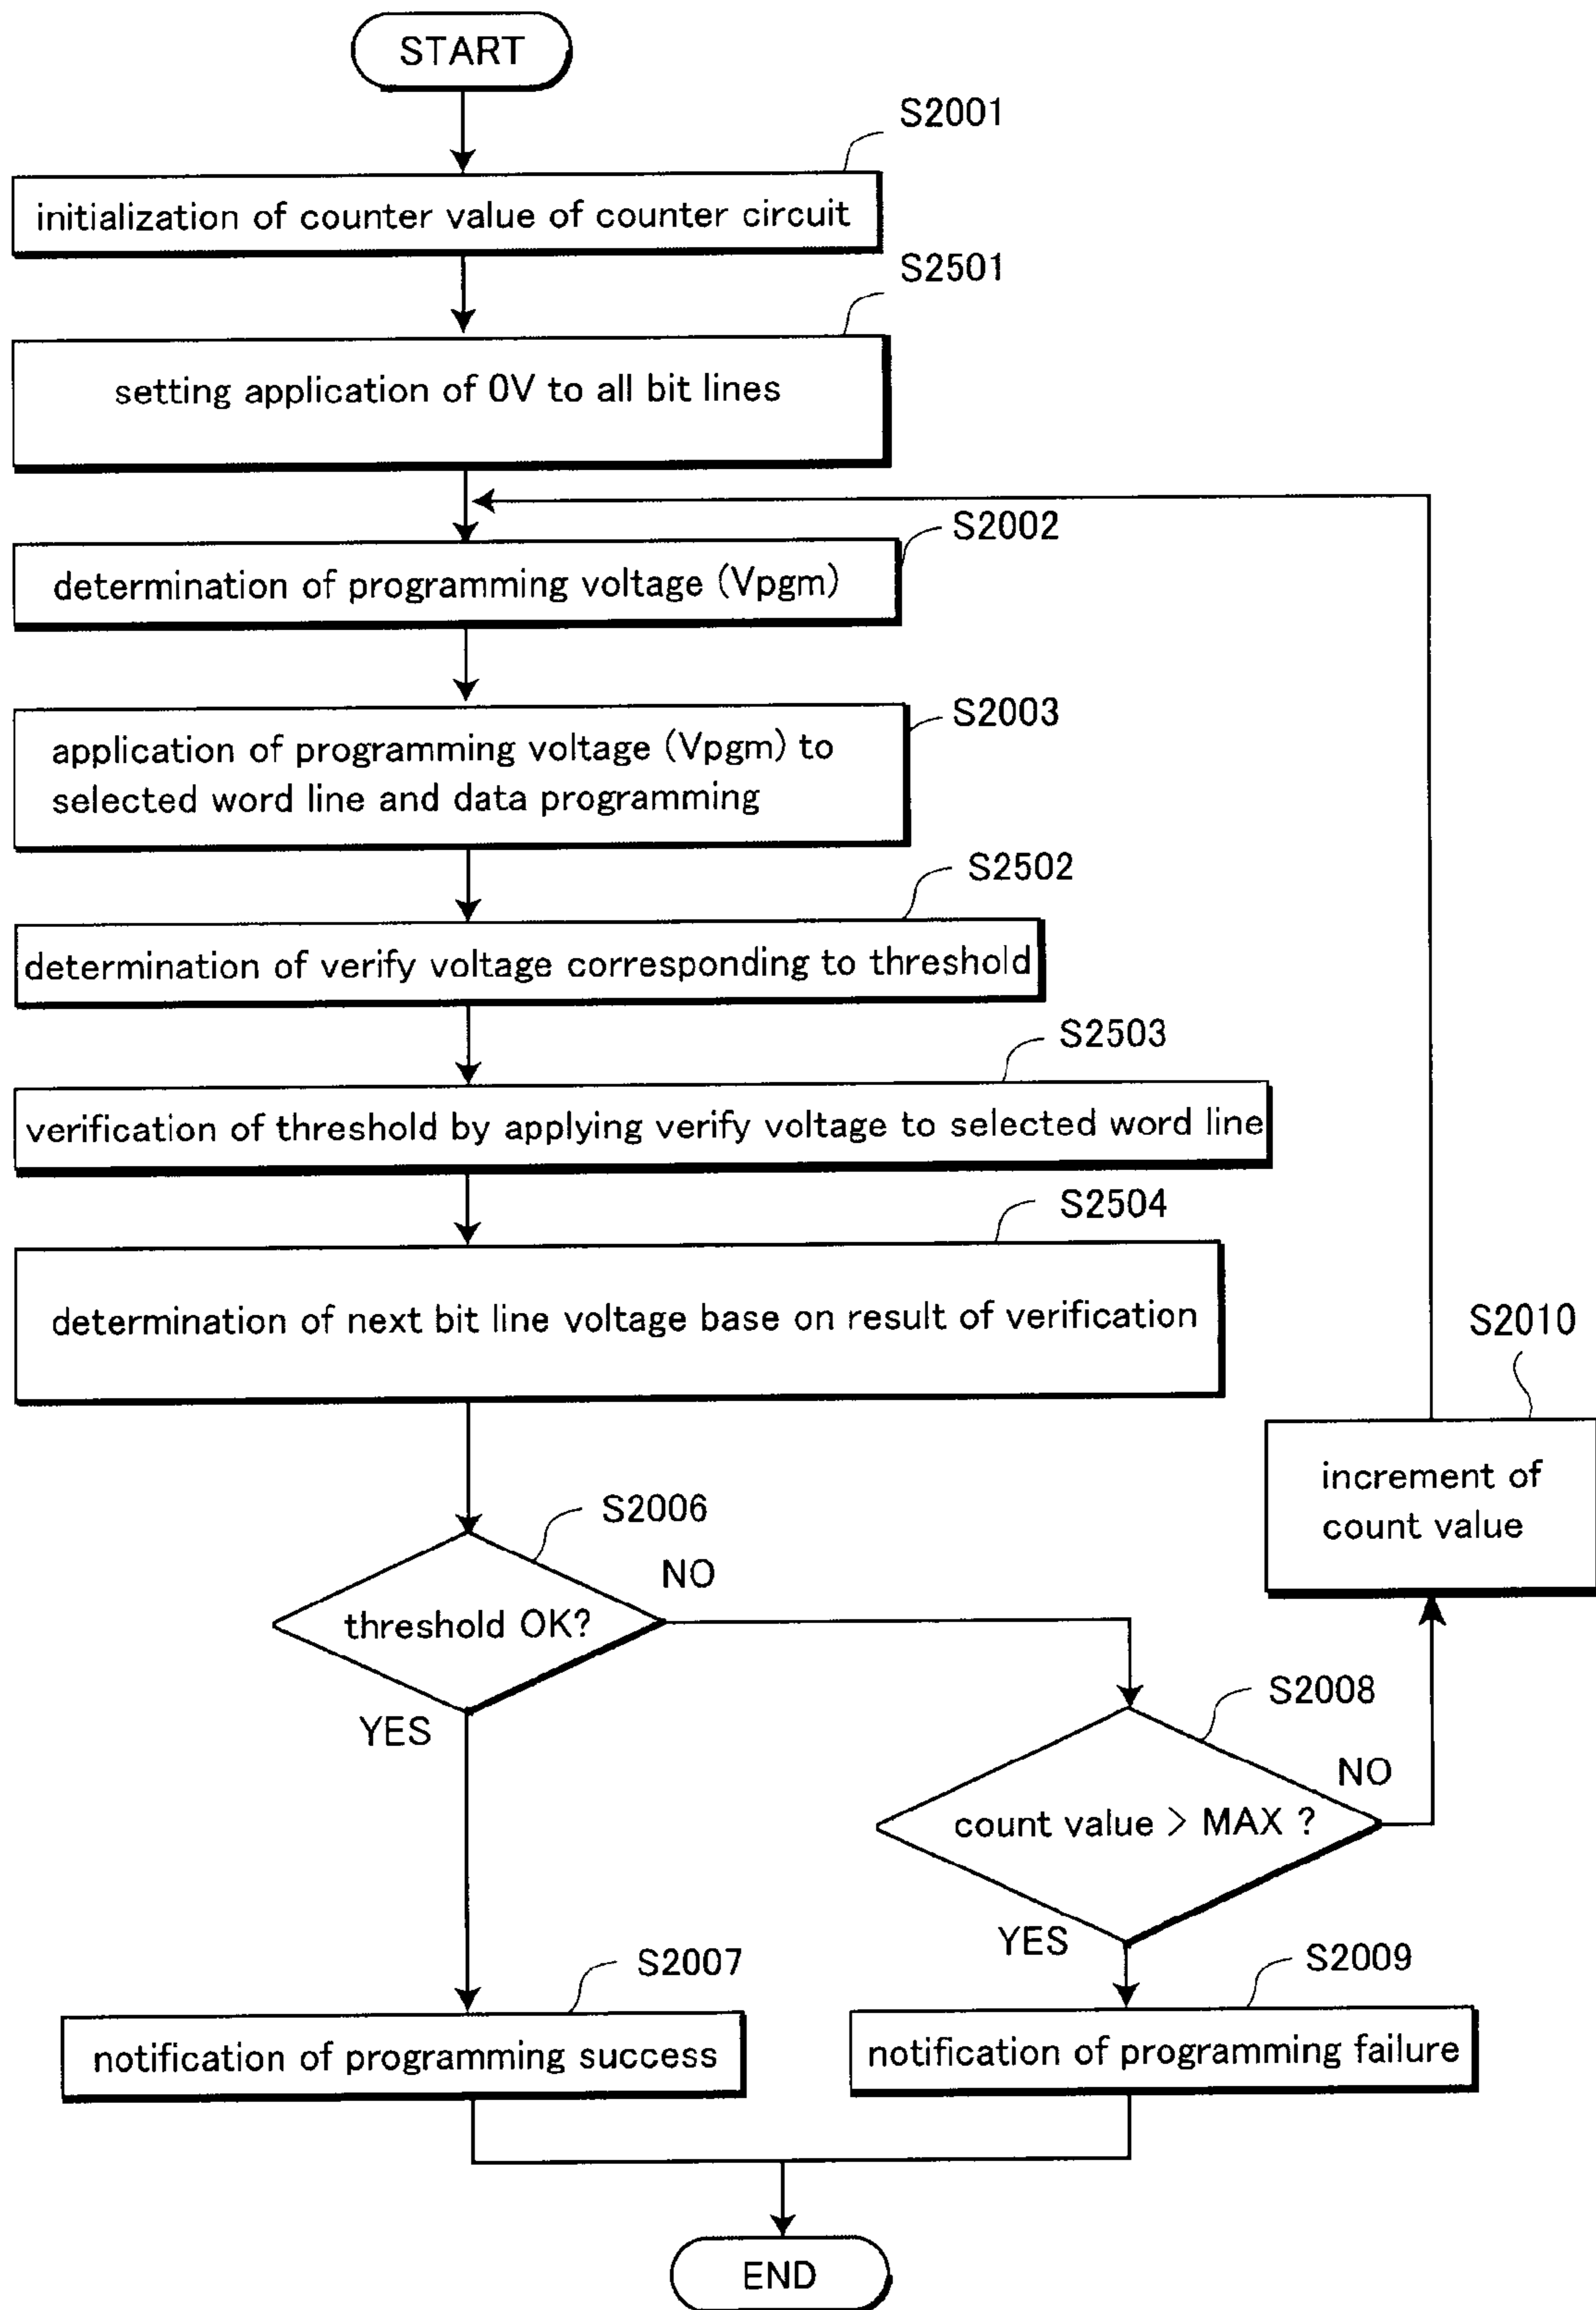 START
S2001
initialization of counter value of counter circuit
S2501
setting application of 0V to all bit lines
S2002
determination of programming voltage (Vpgm)
S2003
application of programming voltage (Vpgm) to
selected word line and data programming
S2502
determination of verify voltage corresponding to threshold
S2503
verification of threshold by applying verify voltage to selected word line
S2504
determination of next bit line voltage base on result of verification
S2010
increment of
count value
S2006
NO
threshold OK?
YES
S2008
NO
count value > MAX ?
YES
S2007
notification of programming success
S2009
notification of programming failure
END